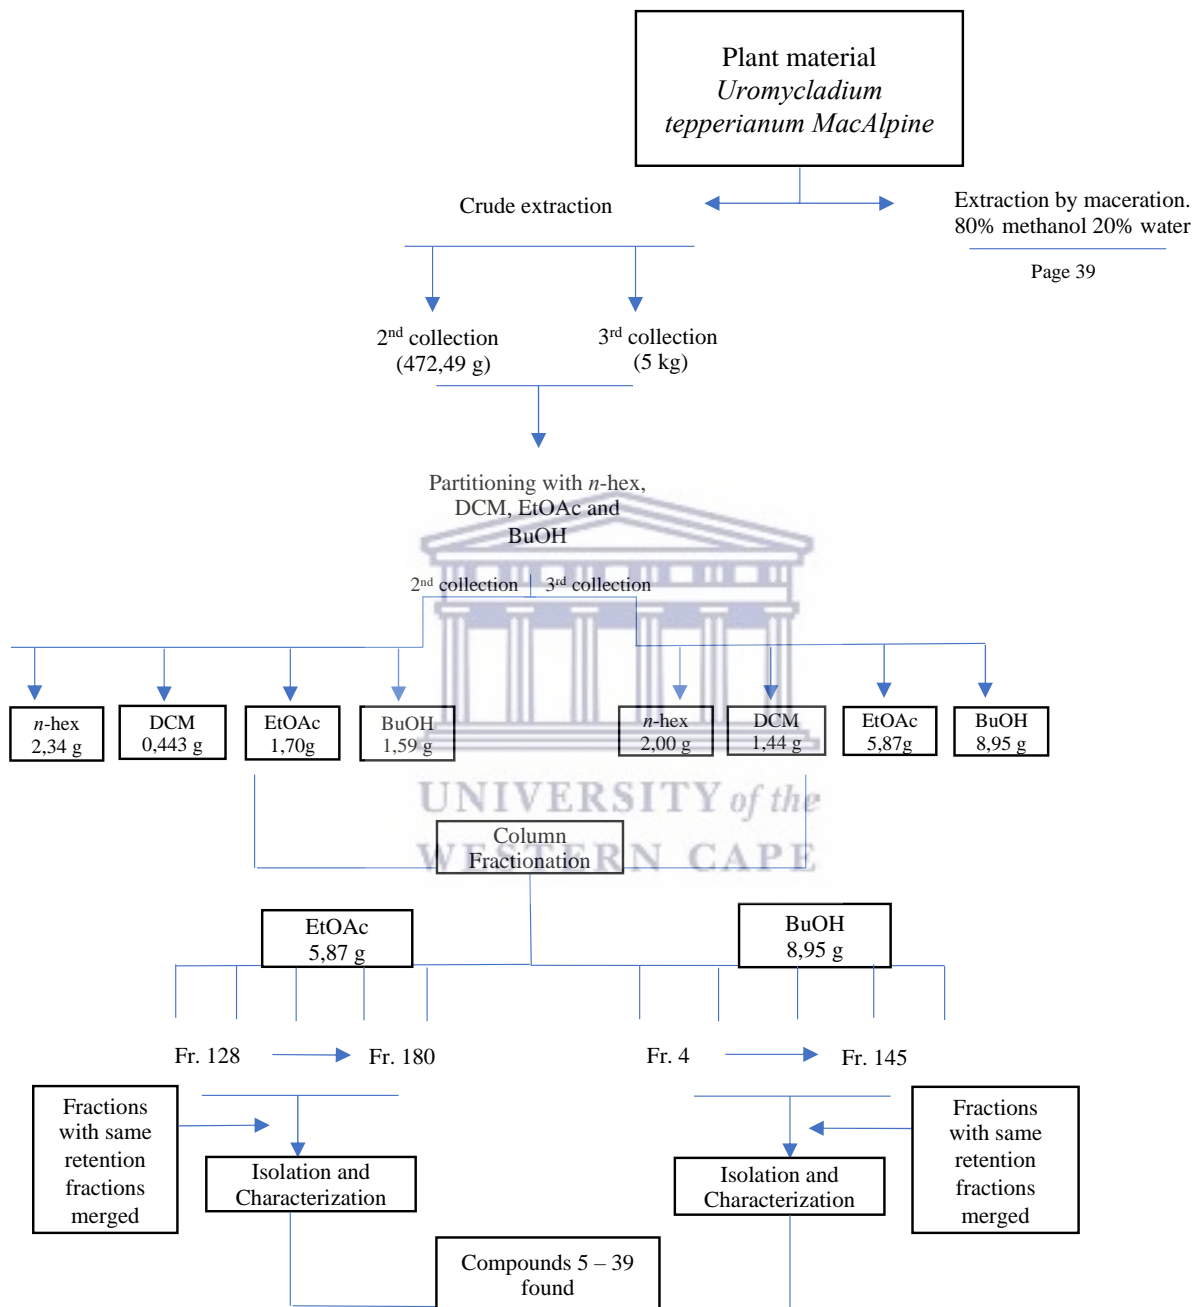 Plant material
Uromycladium
tepperianum MacAlpine
Crude extraction
Extraction by maceration.
80% methanol 20% water
Page 39
2nd collection
(472,49 g)
3rd collection
(5 kg)
Partitioning with n-hex,
DCM, EtOAc and
BuOH
2nd collection
3rd collection
n-hex
2,34 g
DCM
0,443 g
EtOAc
1,70g
BuOH
1,59 g
n-hex
2,00 g
DCM
1,44 g
EtOAc
5,87g
BuOH
8,95 g
UNIVERSITY of the
WESTERN CAPE
Column
Fractionation
EtOAc
5,87 g
BuOH
8,95 g
Fr. 128
Fr. 180
Fr. 4
Fr. 145
Fractions
with same
retention
fractions
merged
Isolation and
Characterization
Isolation and
Characterization
Fractions
with same
retention
fractions
merged
Compounds 5 – 39
found